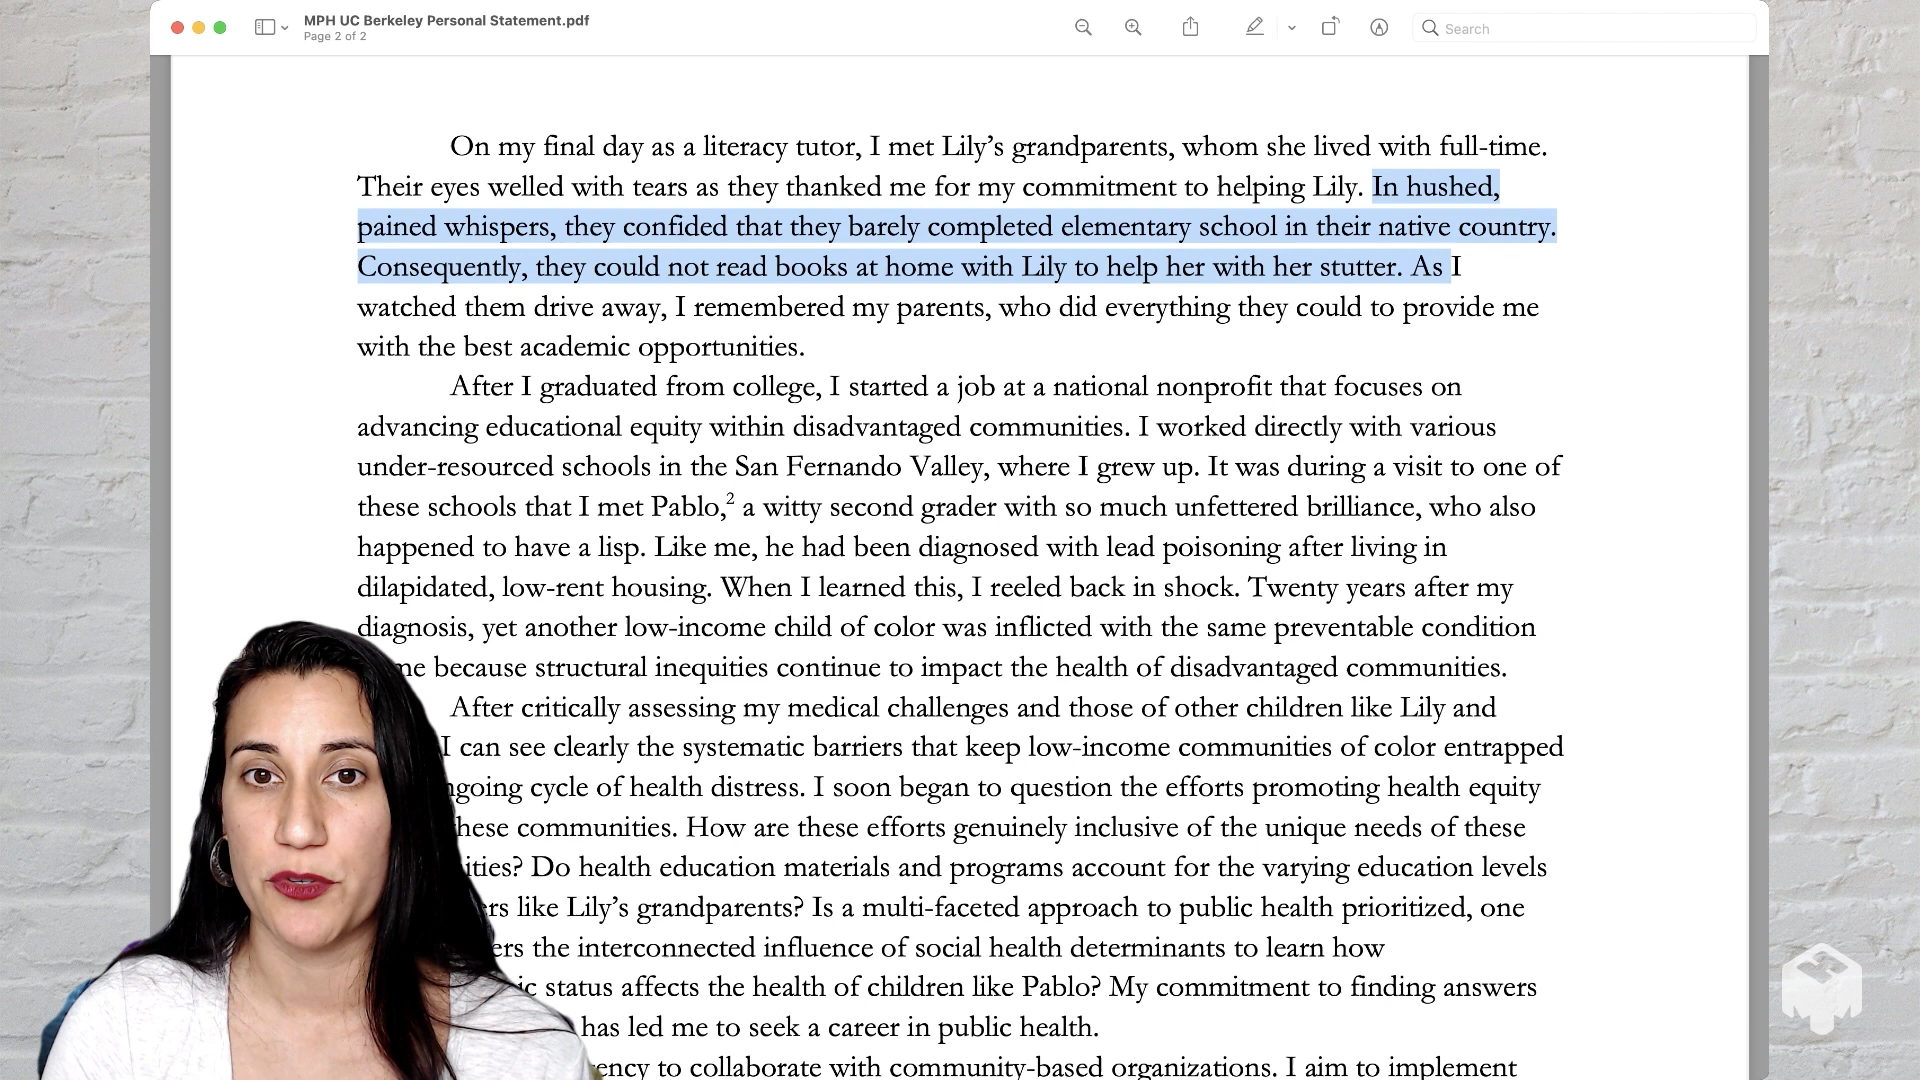 MPH UC Berkeley Personal Statement.pdf
Page 2 of 2
Search
On my final day as a literacy tutor, I met Lily’s grandparents, whom she lived with full-time.
Their eyes welled with tears as they thanked me for my commitment to helping Lily. In hushed,
pained whispers, they confided that they barely completed elementary school in their native country.
Consequently, they could not read books at home with Lily to help her with her stutter. As I
watched them drive away, I remembered my parents, who did everything they could to provide me
with the best academic opportunities.
After I graduated from college, I started a job at a national nonprofit that focuses on
advancing educational equity within disadvantaged communities. I worked directly with various
under-resourced schools in the San Fernando Valley, where I grew up. It was during a visit to one of
these schools that I met Pablo,² a witty second grader with so much unfettered brilliance, who also
happened to have a lisp. Like me, he had been diagnosed with lead poisoning after living in
dilapidated, low-rent housing. When I learned this, I reeled back in shock. Twenty years after my
diagnosis, yet another low-income child of color was inflicted with the same preventable condition
me because structural inequities continue to impact the health of disadvantaged communities.
After critically assessing my medical challenges and those of other children like Lily and
I can see clearly the systematic barriers that keep low-income communities of color entrapped
cycle of health distress. I soon began to question the efforts promoting health equity
these communities. How are these efforts genuinely inclusive of the unique needs of these
Do health education materials and programs account for the varying education levels
like Lily’s grandparents? Is a multi-faceted approach to public health prioritized, one
the interconnected influence of social health determinants to learn how
status affects the health of children like Pablo? My commitment to finding answers
has led me to seek a career in public health.
to collaborate with community-based organizations. I aim to implement